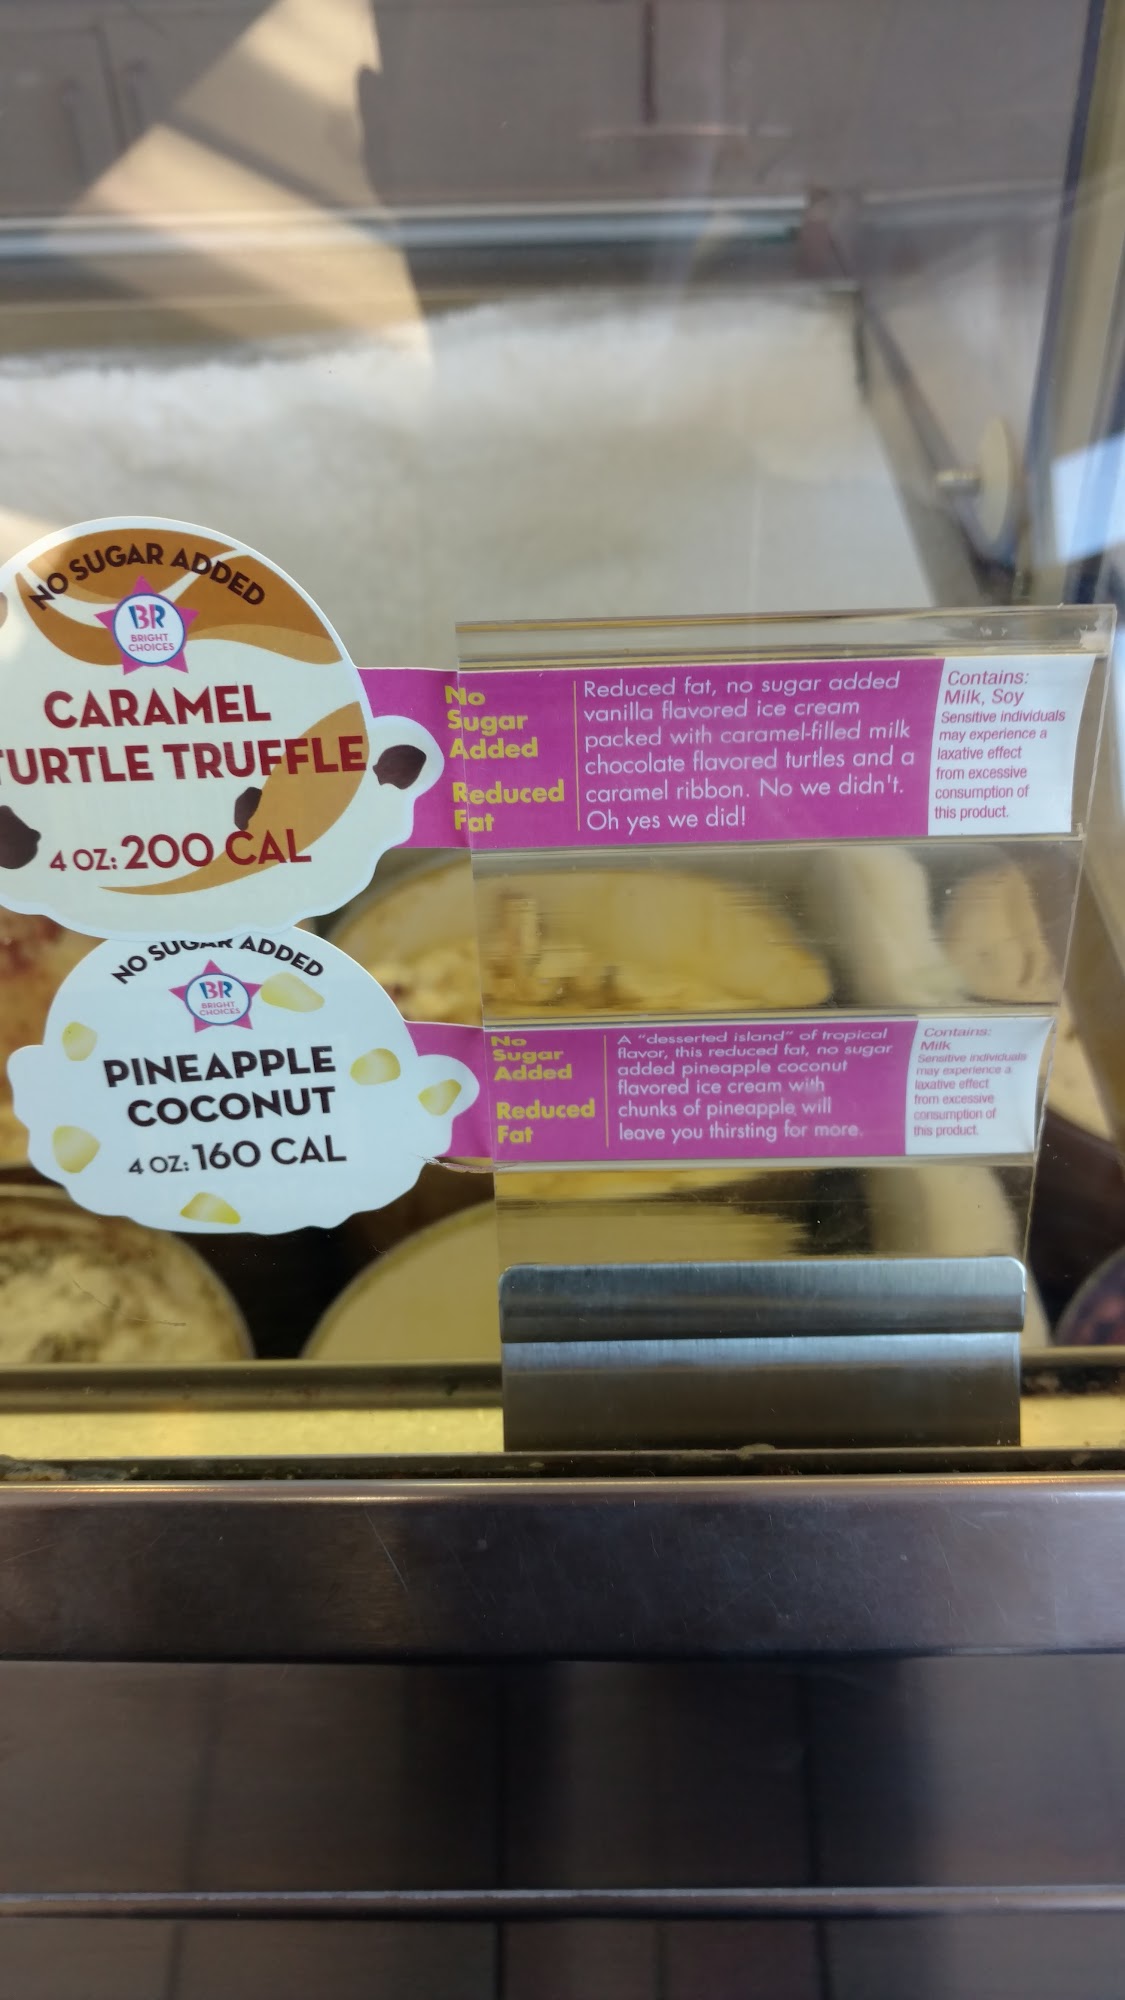 NO SUGAR ADDED
BR
BRIGHT
CHOICES
CARAMEL
TURTLE TRUFFLE
4 OZ: 200 CAL
No
Sugar
Added
Reduced
Fat
Reduced fat, no sugar added
vanilla flavored ice cream
packed with caramel-filled milk
chocolate flavored turtles and a
caramel ribbon. No we didn't.
Oh yes we did!
Contains:
Milk, Soy
Sensitive individuals
may experience a
laxative effect
from excessive
consumption of
this product.
NO SUGAR ADDED
BR
BRIGHT
CHOICES
PINEAPPLE
COCONUT
4 OZ: 160 CAL
No
Sugar
Added
Reduced
Fat
A "desserted island" of tropical
flavor, this reduced fat, no sugar
added pineapple coconut
flavored ice cream with
chunks of pineapple will
leave you thirsting for more.
Contains:
Milk
Sensitive individuals
may experience a
laxative effect
from excessive
consumption of
this product.